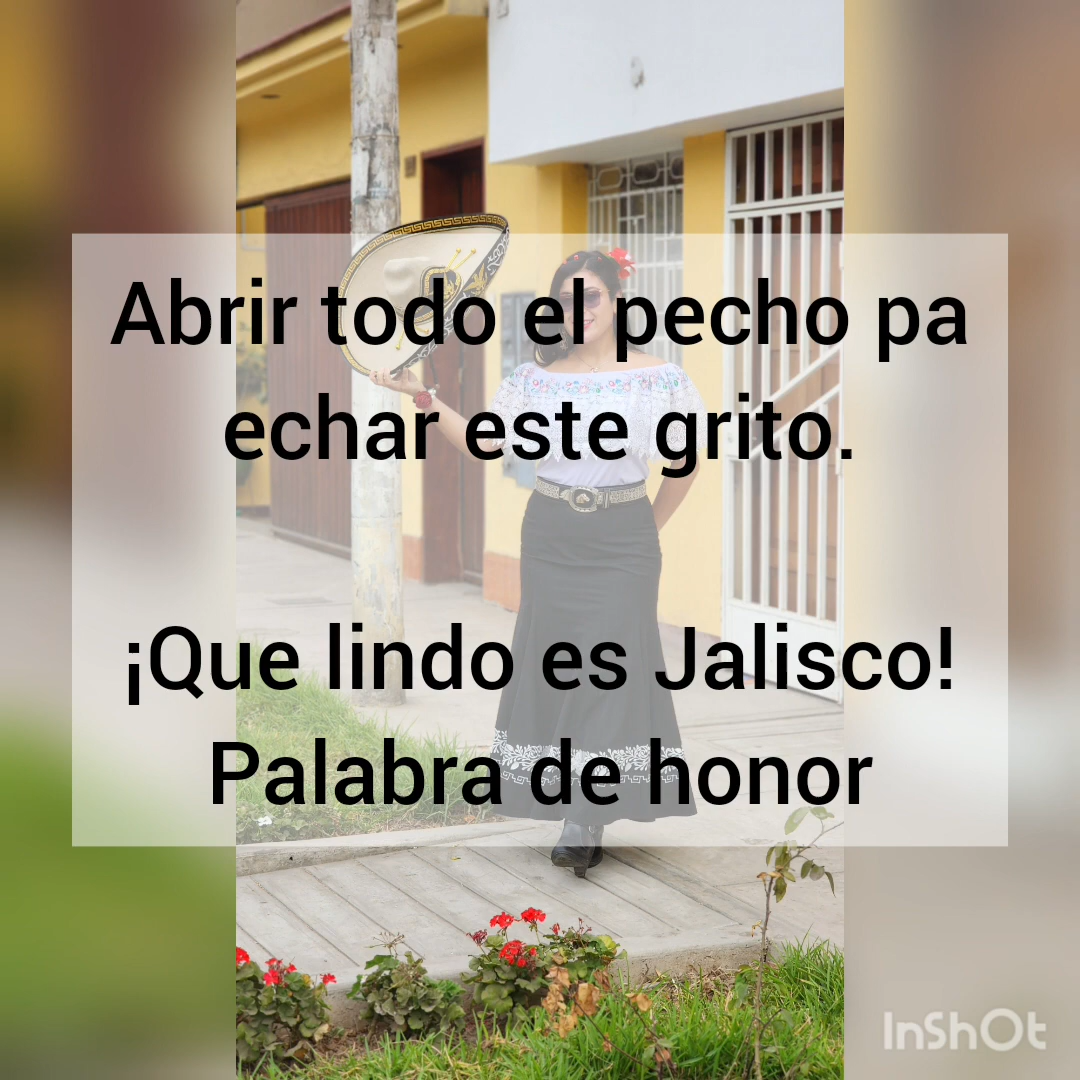 Abrir todo el pecho pa
echar este grito.
¡Que lindo es Jalisco!
Palabra de honor
InShOt